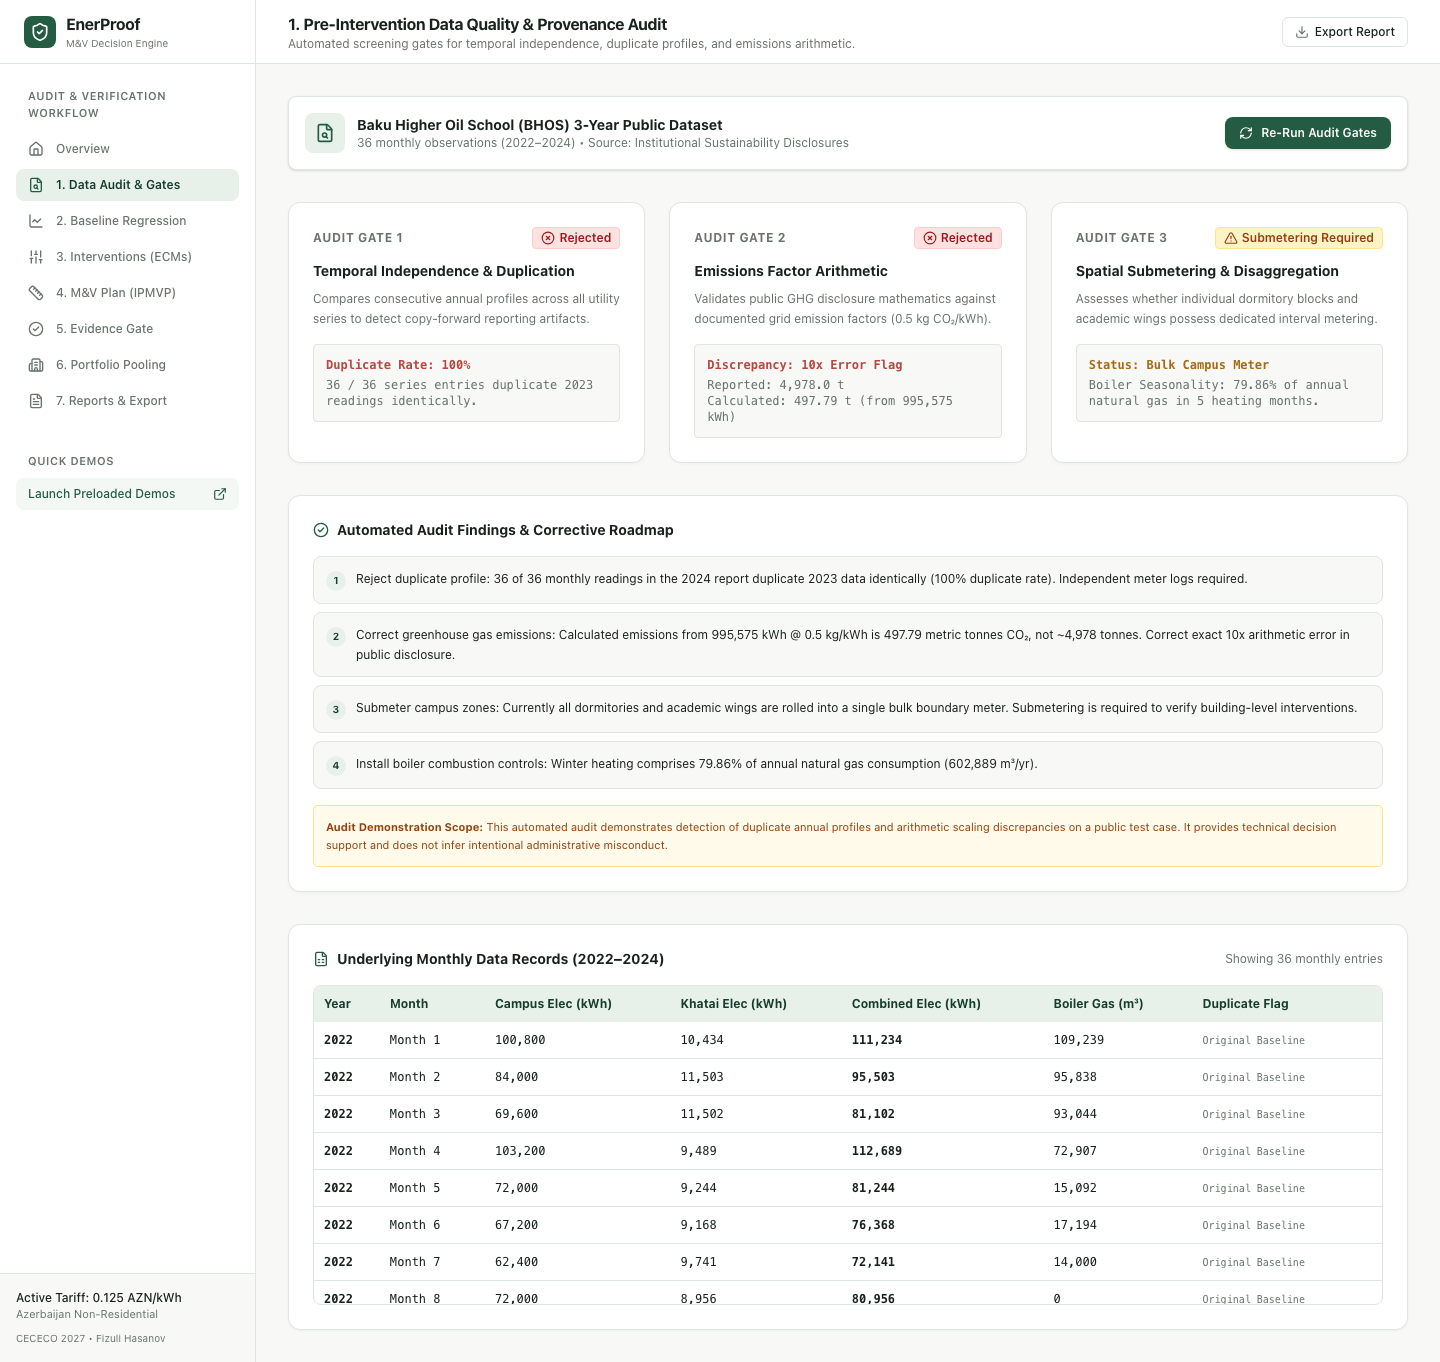 EnerProof
M&V Decision Engine
AUDIT & VERIFICATION
WORKFLOW
Overview
1. Data Audit & Gates
2. Baseline Regression
3. Interventions (ECMs)
4. M&V Plan (IPMVP)
5. Evidence Gate
6. Portfolio Pooling
7. Reports & Export
QUICK DEMOS
Launch Preloaded Demos
Active Tariff: 0.125 AZN/kWh
Azerbaijan Non-Residential
CECECO 2027 • Fizuli Hasanov
1. Pre-Intervention Data Quality & Provenance Audit
Automated screening gates for temporal independence, duplicate profiles, and emissions arithmetic.
Export Report
Baku Higher Oil School (BHOS) 3-Year Public Dataset
36 monthly observations (2022–2024) • Source: Institutional Sustainability Disclosures
Re-Run Audit Gates
AUDIT GATE 1
Rejected
Temporal Independence & Duplication
Compares consecutive annual profiles across all utility
series to detect copy-forward reporting artifacts.
Duplicate Rate: 100%
36 / 36 series entries duplicate 2023
readings identically.
AUDIT GATE 2
Rejected
Emissions Factor Arithmetic
Validates public GHG disclosure mathematics against
documented grid emission factors (0.5 kg CO₂/kWh).
Discrepancy: 10x Error Flag
Reported: 4,978.0 t
Calculated: 497.79 t (from 995,575
kWh)
AUDIT GATE 3
Submetering Required
Spatial Submetering & Disaggregation
Assesses whether individual dormitory blocks and
academic wings possess dedicated interval metering.
Status: Bulk Campus Meter
Boiler Seasonality: 79.86% of annual
natural gas in 5 heating months.
Automated Audit Findings & Corrective Roadmap
1 Reject duplicate profile: 36 of 36 monthly readings in the 2024 report duplicate 2023 data identically (100% duplicate rate). Independent meter logs required.
2 Correct greenhouse gas emissions: Calculated emissions from 995,575 kWh @ 0.5 kg/kWh is 497.79 metric tonnes CO₂, not ~4,978 tonnes. Correct exact 10x arithmetic error in
public disclosure.
3 Submeter campus zones: Currently all dormitories and academic wings are rolled into a single bulk boundary meter. Submetering is required to verify building-level interventions.
4 Install boiler combustion controls: Winter heating comprises 79.86% of annual natural gas consumption (602,889 m³/yr).
Audit Demonstration Scope: This automated audit demonstrates detection of duplicate annual profiles and arithmetic scaling discrepancies on a public test case. It provides technical decision
support and does not infer intentional administrative misconduct.
Underlying Monthly Data Records (2022–2024)
Showing 36 monthly entries
Year Month Campus Elec (kWh) Khatai Elec (kWh) Combined Elec (kWh) Boiler Gas (m³) Duplicate Flag
2022 Month 1 100,800 10,434 111,234 109,239 Original Baseline
2022 Month 2 84,000 11,503 95,503 95,838 Original Baseline
2022 Month 3 69,600 11,502 81,102 93,044 Original Baseline
2022 Month 4 103,200 9,489 112,689 72,907 Original Baseline
2022 Month 5 72,000 9,244 81,244 15,092 Original Baseline
2022 Month 6 67,200 9,168 76,368 17,194 Original Baseline
2022 Month 7 62,400 9,741 72,141 14,000 Original Baseline
2022 Month 8 72,000 8,956 80,956 0 Original Baseline